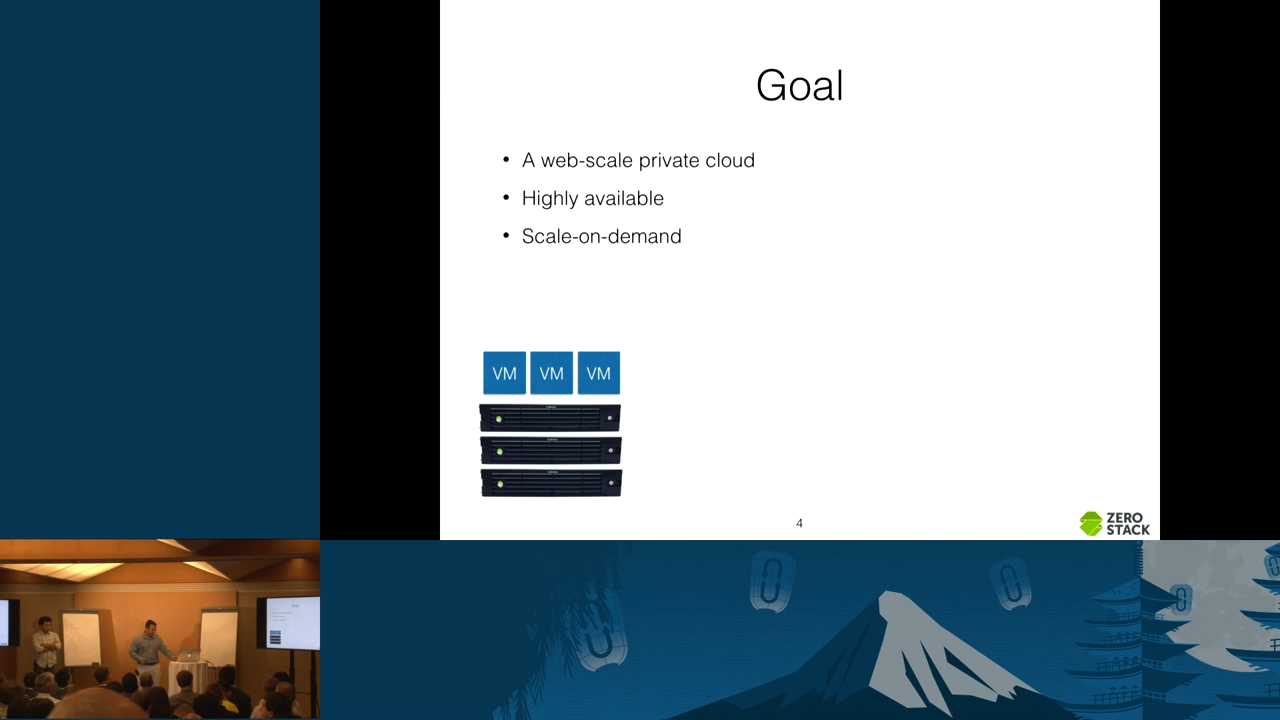 Goal
• A web-scale private cloud
• Highly available
• Scale-on-demand
VM VM VM
4
ZERO
STACK